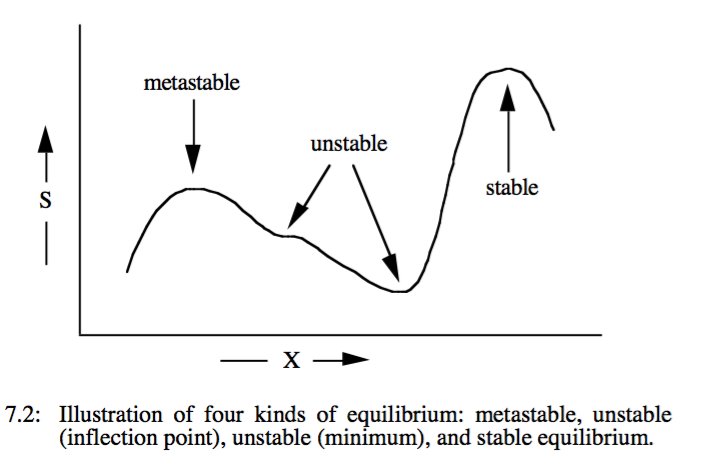 metastable
unstable
stable
S
X
7.2: Illustration of four kinds of equilibrium: metastable, unstable
(inflection point), unstable (minimum), and stable equilibrium.